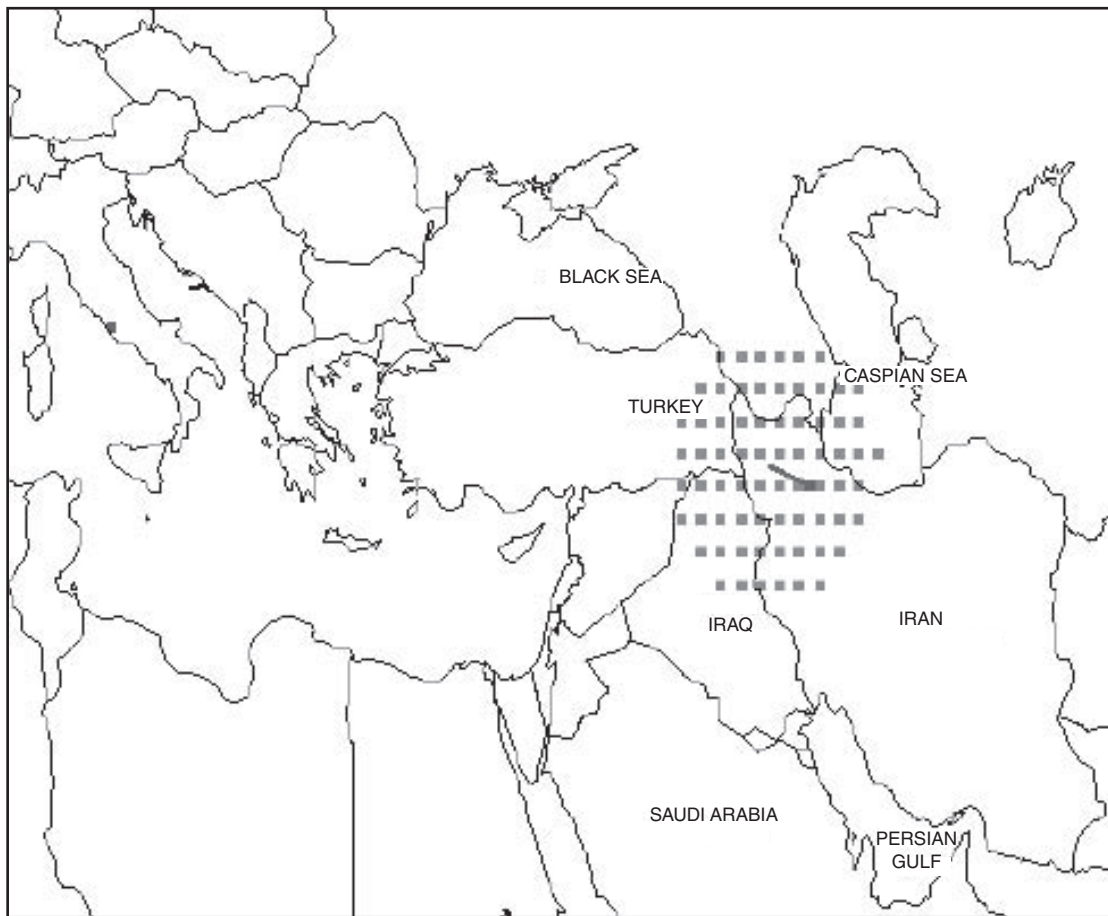 BLACK SEA
CASPIAN SEA
TURKEY
IRAQ
IRAN
SAUDI ARABIA
PERSIAN
GULF